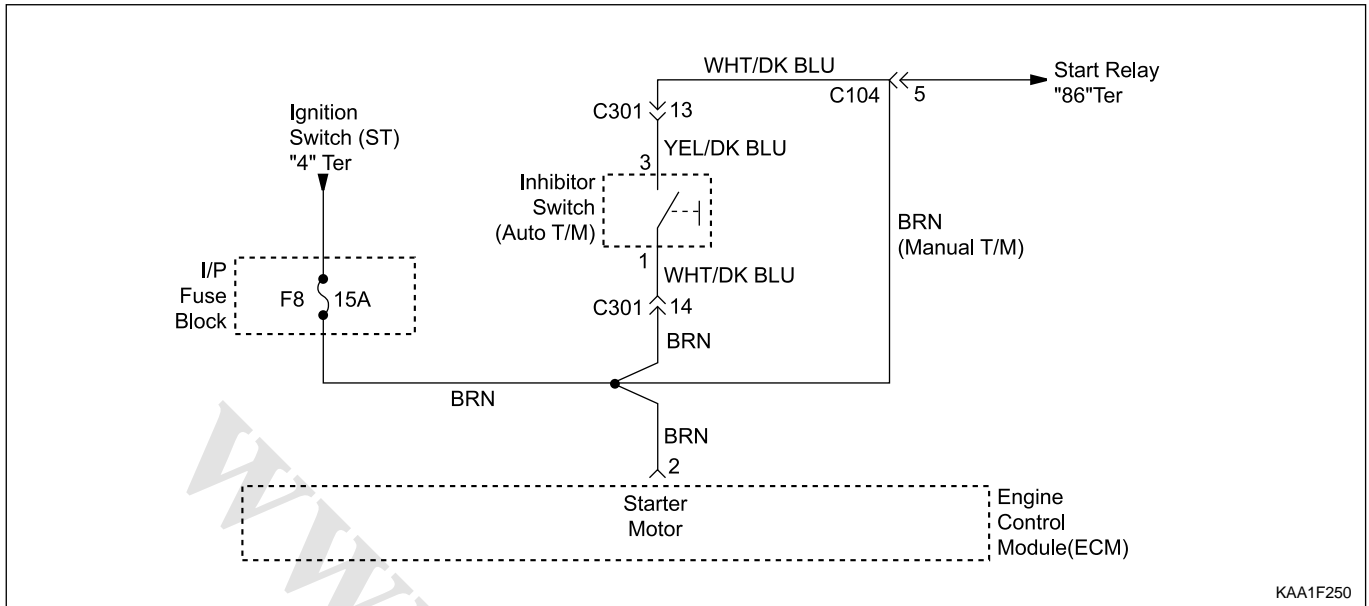 WHT/DK BLU
Start Relay
"86"Ter
C104
5
C301
13
Ignition
Switch (ST)
"4" Ter
YEL/DK BLU
3
Inhibitor
Switch
(Auto T/M)
BRN
(Manual T/M)
1
WHT/DK BLU
I/P
Fuse
Block
F8
15A
C301
14
BRN
BRN
BRN
2
Starter
Motor
Engine
Control
Module(ECM)
KAA1F250